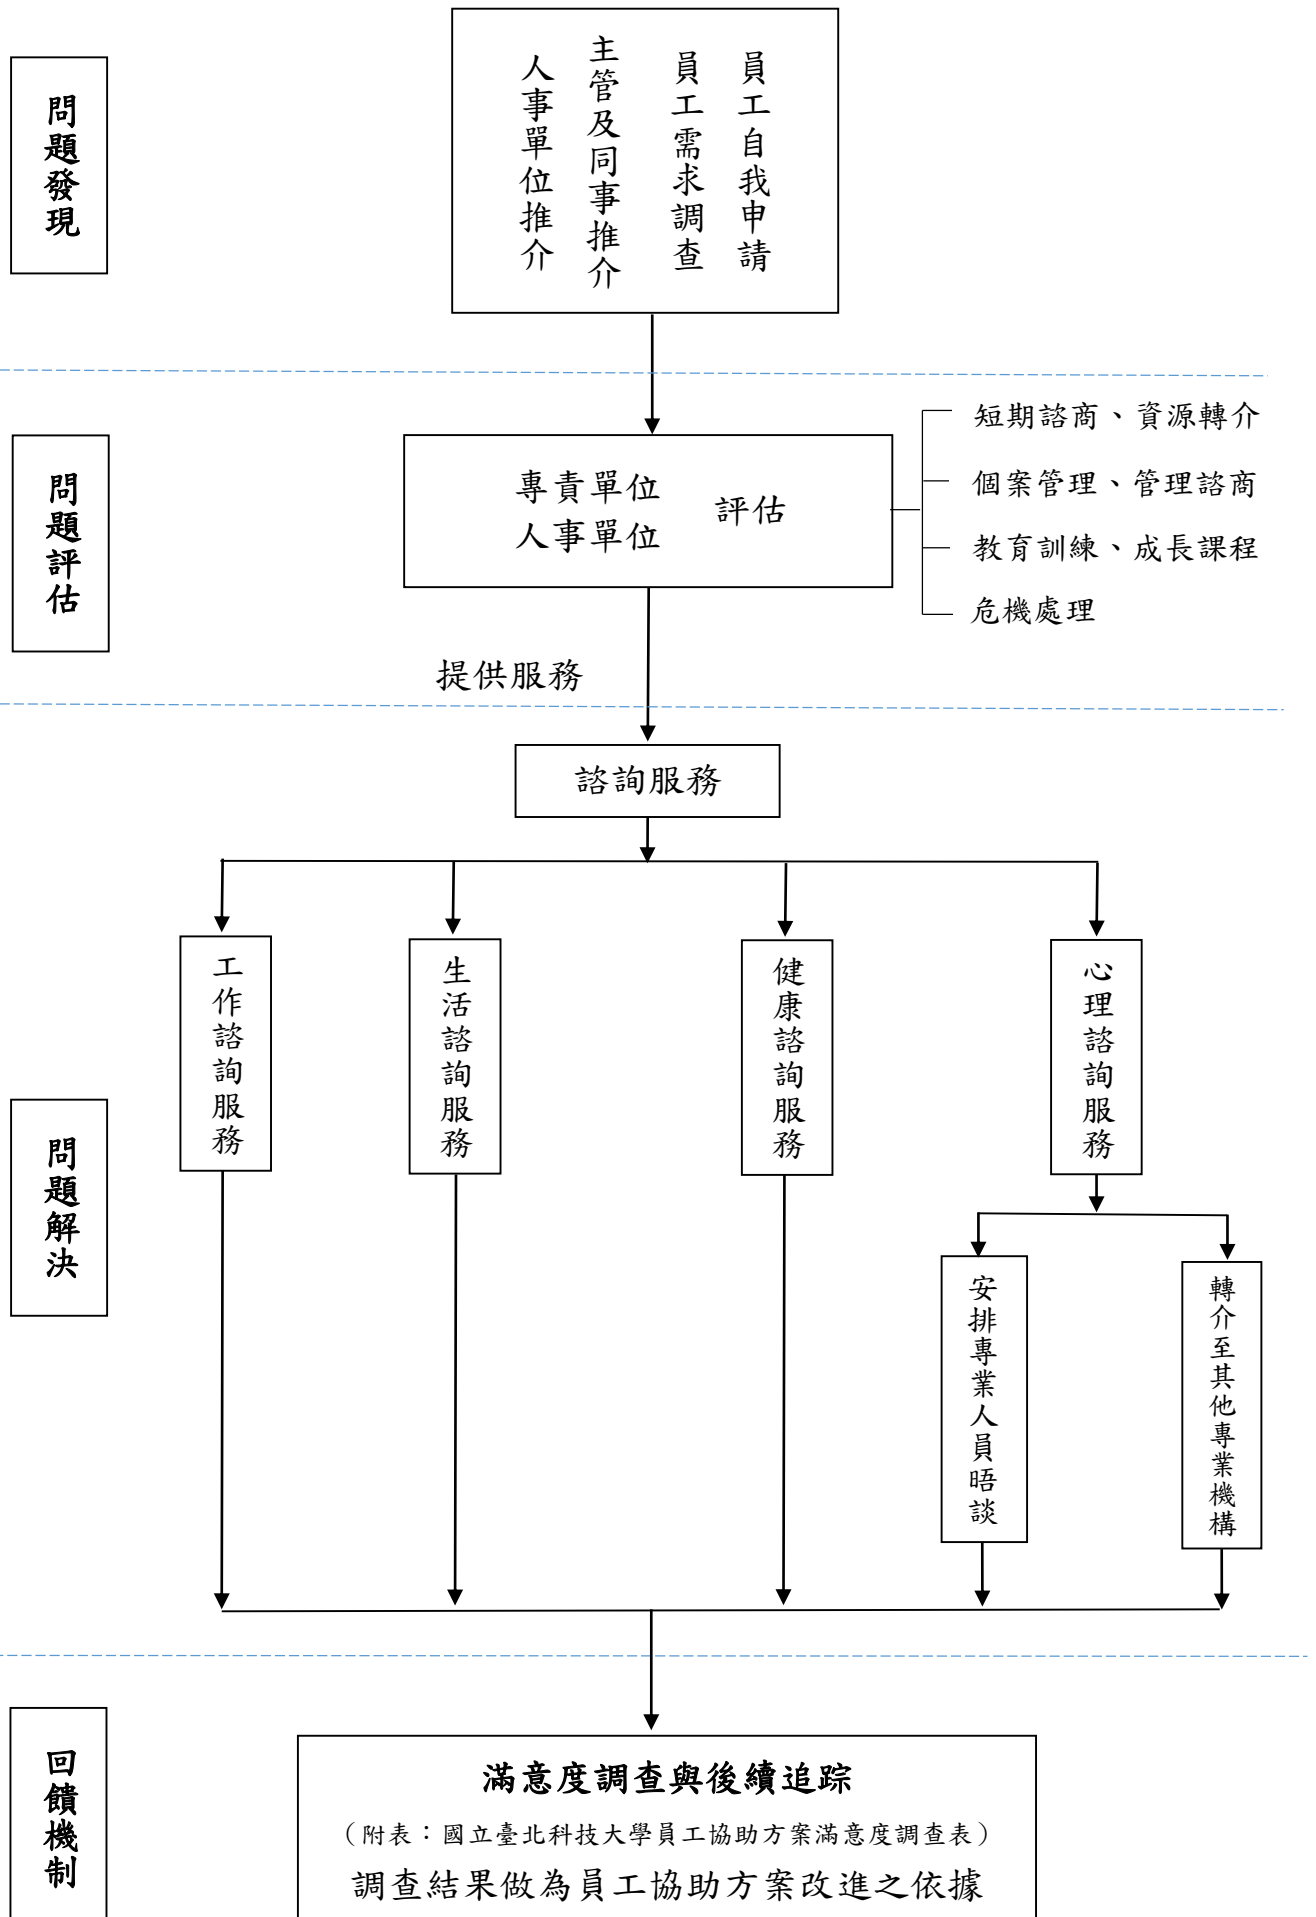 問題發現
員工自我申請
員工需求調查
主管及同事推介
人事單位推介
問題評估
專責單位
人事單位
評估
短期諮商、資源轉介
個案管理、管理諮商
教育訓練、成長課程
危機處理
提供服務
諮詢服務
問題解決
工作諮詢服務
生活諮詢服務
健康諮詢服務
心理諮詢服務
安排專業人員晤談
轉介至其他專業機構
回饋機制
滿意度調查與後續追踪
（附表：國立臺北科技大學員工協助方案滿意度調查表）
調查結果做為員工協助方案改進之依據